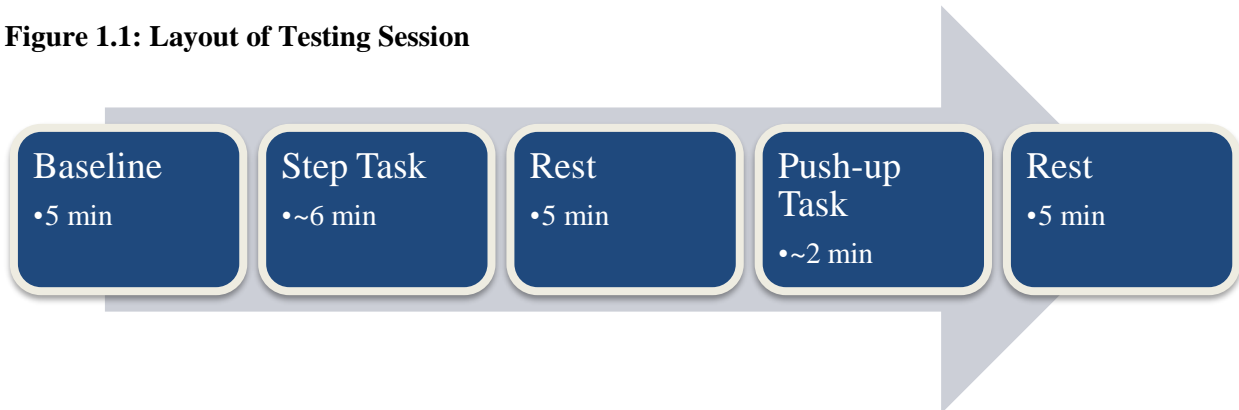 Figure 1.1: Layout of Testing Session
Baseline
•5 min
Step Task
•~6 min
Rest
•5 min
Push-up
Task
•~2 min
Rest
•5 min